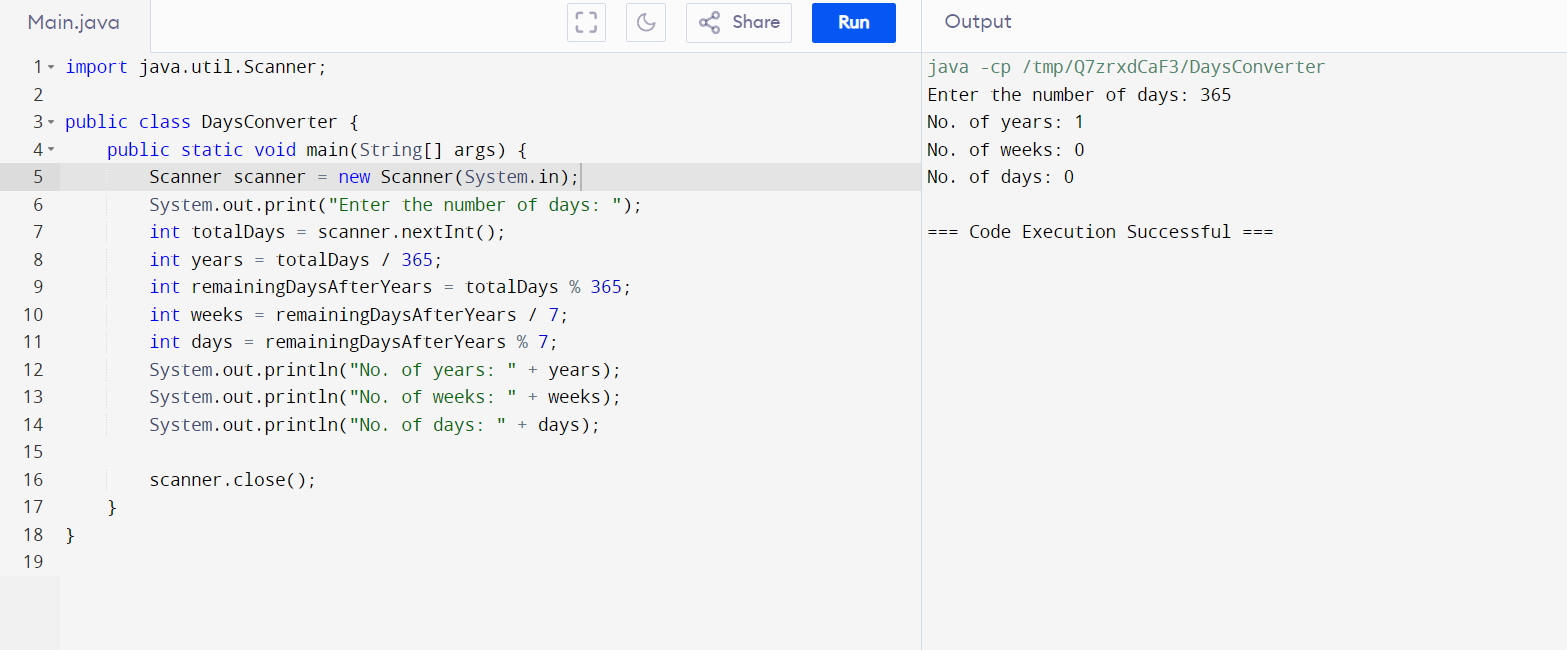 Main.java
Share
Run
Output
1 import java.util.Scanner;
2
3 public class DaysConverter {
4     public static void main(String[] args) {
5         Scanner scanner = new Scanner(System.in);
6         System.out.print("Enter the number of days: ");
7         int totalDays = scanner.nextInt();
8         int years = totalDays / 365;
9         int remainingDaysAfterYears = totalDays % 365;
10         int weeks = remainingDaysAfterYears / 7;
11         int days = remainingDaysAfterYears % 7;
12         System.out.println("No. of years: " + years);
13         System.out.println("No. of weeks: " + weeks);
14         System.out.println("No. of days: " + days);
15
16         scanner.close();
17     }
18 }
19
java -cp /tmp/Q7zrxdCaF3/DaysConverter
Enter the number of days: 365
No. of years: 1
No. of weeks: 0
No. of days: 0
=== Code Execution Successful ===